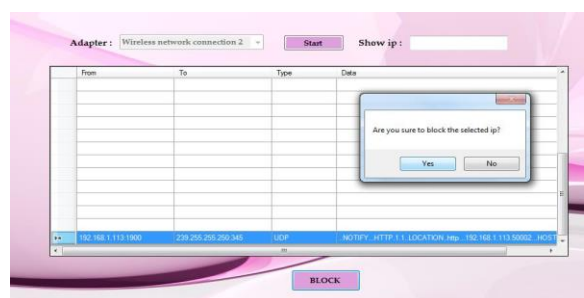 Adapter : Wireless network connection 2 Start Show ip :
From To Type Data
Are you sure to block the selected ip?
Yes No
192.168.1.113:1900 239.255.255.250:345 UDP .NOTIFY..HTTP 1.1. LOCATION .http...192.168.1.113:50002 ..HOST
BLOCK